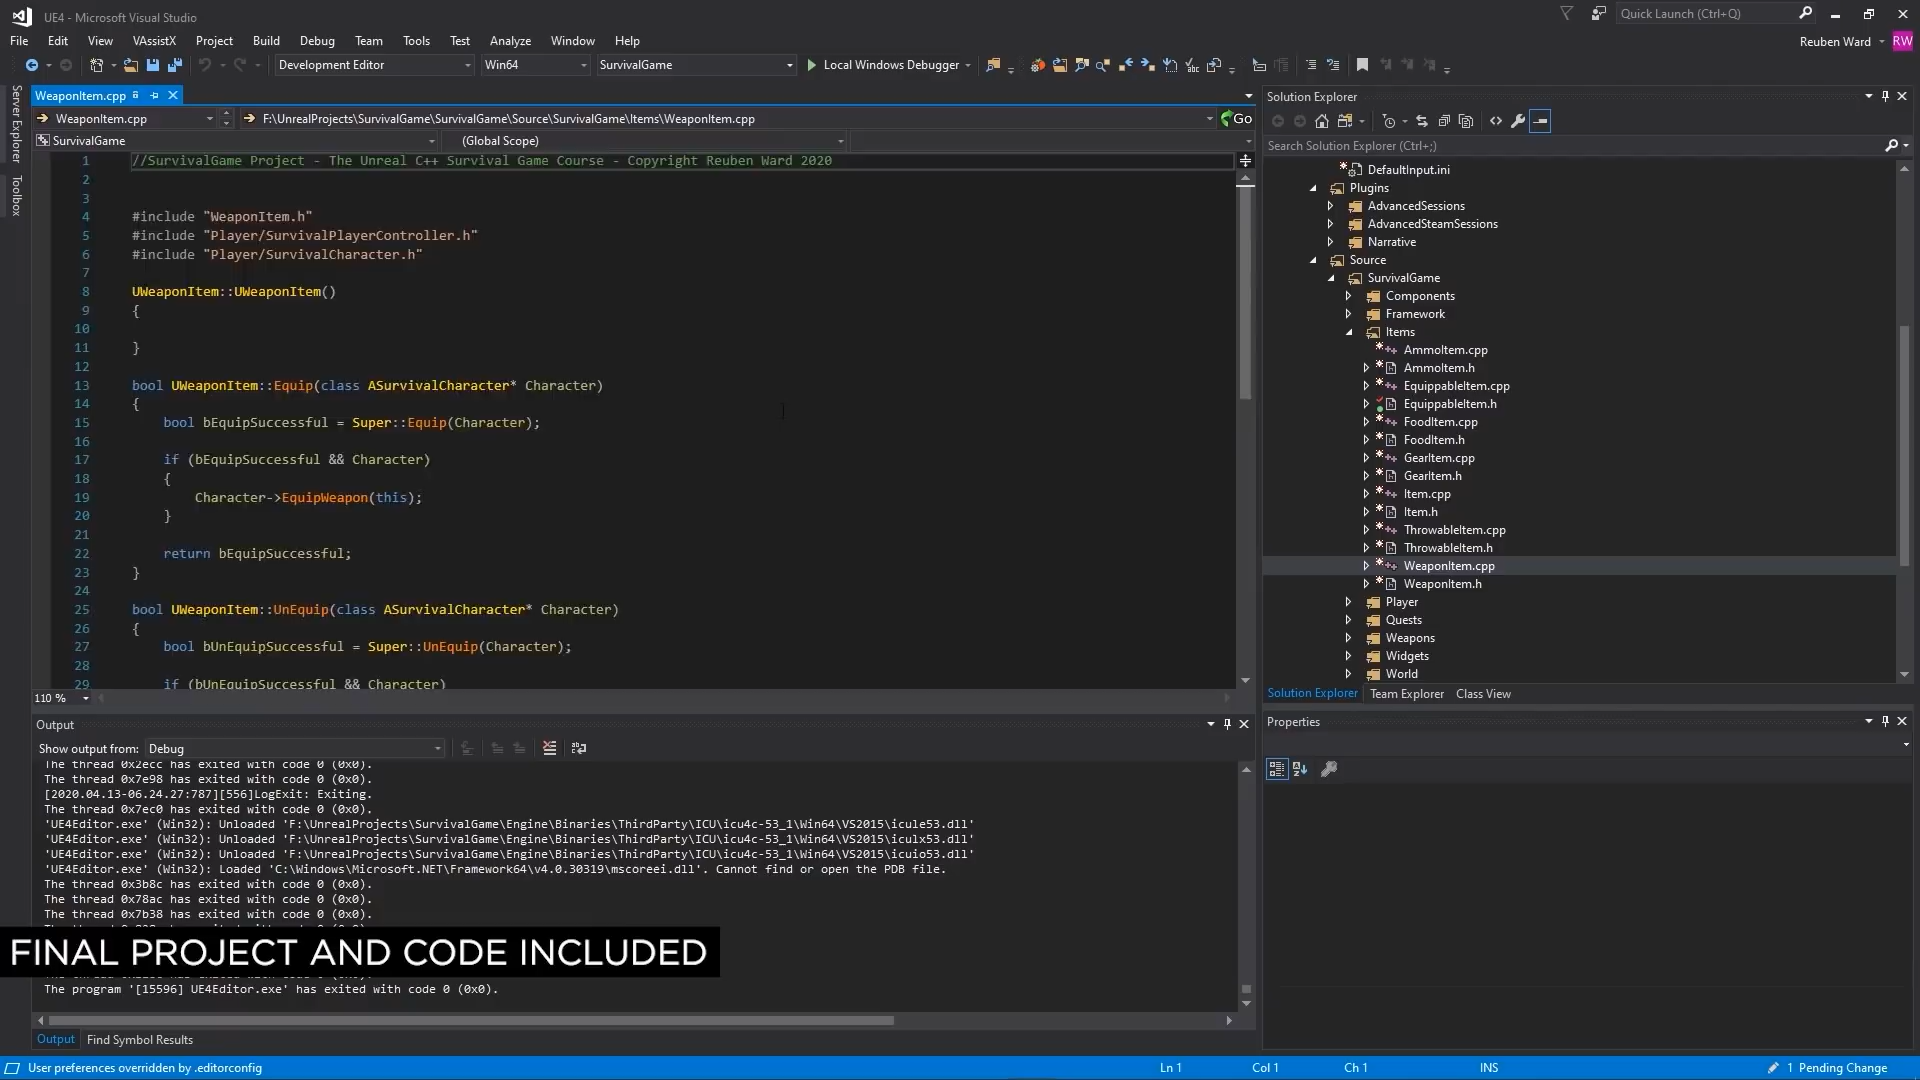 UE4 - Microsoft Visual Studio
Quick Launch (Ctrl+Q)
File Edit View VAssistX Project Build Debug Team Tools Test Analyze Window Help
Reuben Ward RW
Development Editor Win64 SurvivalGame Local Windows Debugger
Server Explorer
Toolbox
WeaponItem.cpp
WeaponItem.cpp F:\UnrealProjects\SurvivalGame\SurvivalGame\Source\SurvivalGame\Items\WeaponItem.cpp Go
SurvivalGame (Global Scope)
1 //SurvivalGame Project - The Unreal C++ Survival Game Course - Copyright Reuben Ward 2020
2
3
4 #include "WeaponItem.h"
5 #include "Player/SurvivalPlayerController.h"
6 #include "Player/SurvivalCharacter.h"
7
8 UWeaponItem::UWeaponItem()
9 {
10
11 }
12
13 bool UWeaponItem::Equip(class ASurvivalCharacter* Character)
14 {
15 bool bEquipSuccessful = Super::Equip(Character);
16
17 if (bEquipSuccessful && Character)
18 {
19 Character->EquipWeapon(this);
20 }
21
22 return bEquipSuccessful;
23 }
24
25 bool UWeaponItem::UnEquip(class ASurvivalCharacter* Character)
26 {
27 bool bUnEquipSuccessful = Super::UnEquip(Character);
28
29 if (bUnEquipSuccessful && Character)
110 %
Output
Show output from: Debug
The thread 0x2ecc has exited with code 0 (0x0).
The thread 0x7e98 has exited with code 0 (0x0).
[2020.04.13-06.24.27:787][556]LogExit: Exiting.
The thread 0x7ec0 has exited with code 0 (0x0).
'UE4Editor.exe' (Win32): Unloaded 'F:\UnrealProjects\SurvivalGame\Engine\Binaries\ThirdParty\ICU\icu4c-53_1\Win64\VS2015\icule53.dll'
'UE4Editor.exe' (Win32): Unloaded 'F:\UnrealProjects\SurvivalGame\Engine\Binaries\ThirdParty\ICU\icu4c-53_1\Win64\VS2015\iculx53.dll'
'UE4Editor.exe' (Win32): Unloaded 'F:\UnrealProjects\SurvivalGame\Engine\Binaries\ThirdParty\ICU\icu4c-53_1\Win64\VS2015\icuio53.dll'
'UE4Editor.exe' (Win32): Loaded 'C:\Windows\Microsoft.NET\Framework64\v4.0.30319\mscoreei.dll'. Cannot find or open the PDB file.
The thread 0x3b8c has exited with code 0 (0x0).
The thread 0x78ac has exited with code 0 (0x0).
The thread 0x7b38 has exited with code 0 (0x0).
FINAL PROJECT AND CODE INCLUDED
The program '[15596] UE4Editor.exe' has exited with code 0 (0x0).
Output Find Symbol Results
Solution Explorer
Search Solution Explorer (Ctrl+;)
DefaultInput.ini
Plugins
AdvancedSessions
AdvancedSteamSessions
Narrative
Source
SurvivalGame
Components
Framework
Items
AmmoItem.cpp
AmmoItem.h
EquippableItem.cpp
EquippableItem.h
FoodItem.cpp
FoodItem.h
GearItem.cpp
GearItem.h
Item.cpp
Item.h
ThrowableItem.cpp
ThrowableItem.h
WeaponItem.cpp
WeaponItem.h
Player
Quests
Weapons
Widgets
World
Solution Explorer Team Explorer Class View
Properties
User preferences overridden by .editorconfig Ln 1 Col 1 Ch 1 INS 1 Pending Change